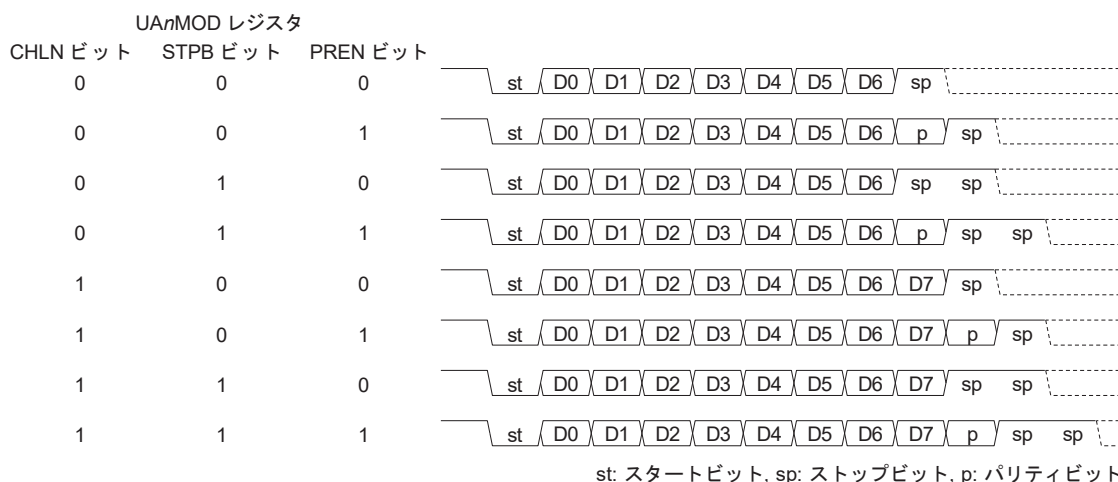 UAnMOD レジスタ
CHLN ビット STPB ビット PREN ビット
0 0 0 st D0 D1 D2 D3 D4 D5 D6 sp
0 0 1 st D0 D1 D2 D3 D4 D5 D6 p sp
0 1 0 st D0 D1 D2 D3 D4 D5 D6 sp sp
0 1 1 st D0 D1 D2 D3 D4 D5 D6 p sp sp
1 0 0 st D0 D1 D2 D3 D4 D5 D6 D7 sp
1 0 1 st D0 D1 D2 D3 D4 D5 D6 D7 p sp
1 1 0 st D0 D1 D2 D3 D4 D5 D6 D7 sp sp
1 1 1 st D0 D1 D2 D3 D4 D5 D6 D7 p sp sp
st: スタートビット, sp: ストップビット, p: パリティビット